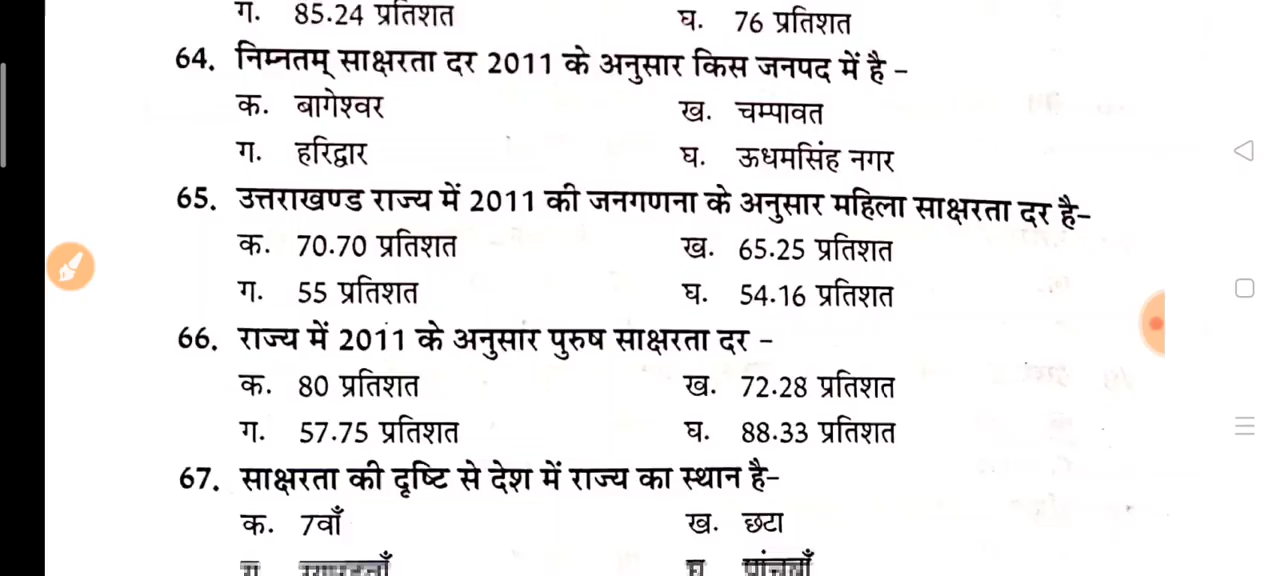 ग. 85.24 प्रतिशत घ. 76 प्रतिशत
64. निम्नतम् साक्षरता दर 2011 के अनुसार किस जनपद में है –
क. बागेश्वर ख. चम्पावत
ग. हरिद्वार घ. ऊधमसिंह नगर
65. उत्तराखण्ड राज्य में 2011 की जनगणना के अनुसार महिला साक्षरता दर है–
क. 70.70 प्रतिशत ख. 65.25 प्रतिशत
ग. 55 प्रतिशत घ. 54.16 प्रतिशत
66. राज्य में 2011 के अनुसार पुरुष साक्षरता दर –
क. 80 प्रतिशत ख. 72.28 प्रतिशत
ग. 57.75 प्रतिशत घ. 88.33 प्रतिशत
67. साक्षरता की दृष्टि से देश में राज्य का स्थान है–
क. 7वाँ ख. छटा
ग घ पांचवाँ